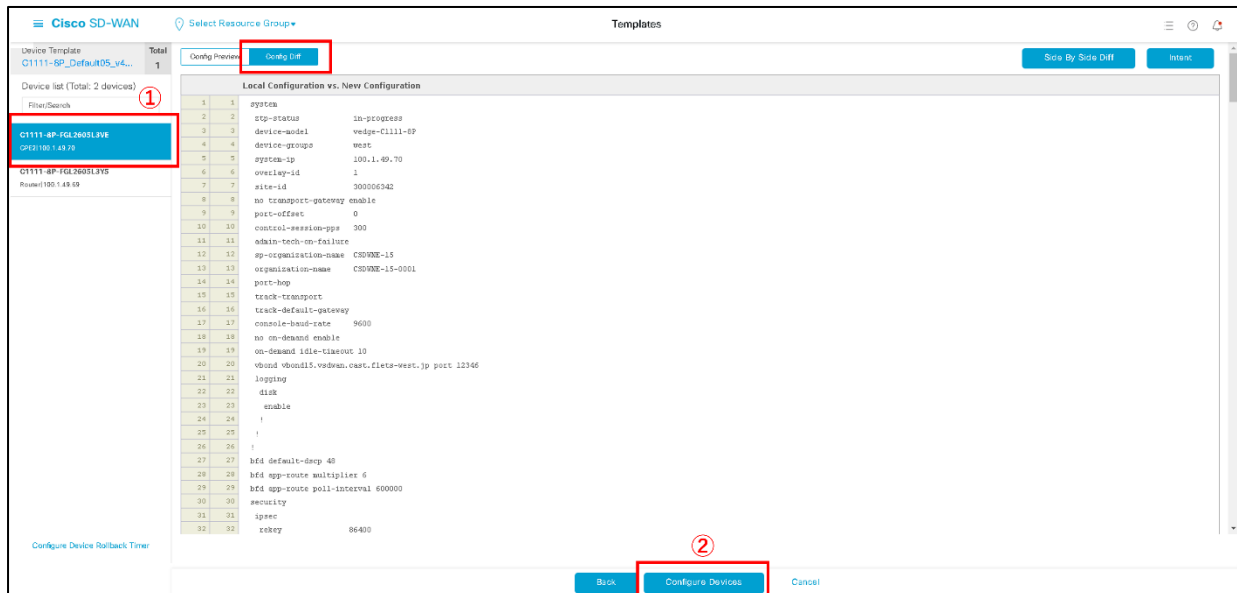 Cisco SD-WAN
Select Resource Group▾
Templates
Device Template
Total
C1111-8P_Default05_v4...
1
Device list (Total: 2 devices)
①
Filter/Search
C1111-8P-FGL2605L3VE
CPE2|100.1.49.70
C1111-8P-FGL2605L3Y5
Router|100.1.49.69
Configure Device Rollback Timer
Config Preview
Config Diff
Side By Side Diff
Intent
Local Configuration vs. New Configuration
1 1 system
2 2 ztp-status in-progress
3 3 device-model vedge-C1111-8P
4 4 device-groups west
5 5 system-ip 100.1.49.70
6 6 overlay-id 1
7 7 site-id 300006342
8 8 no transport-gateway enable
9 9 port-offset 0
10 10 control-session-pps 300
11 11 admin-tech-on-failure
12 12 sp-organization-name CSDWXE-15
13 13 organization-name CSDWXE-15-0001
14 14 port-hop
15 15 track-transport
16 16 track-default-gateway
17 17 console-baud-rate 9600
18 18 no on-demand enable
19 19 on-demand idle-timeout 10
20 20 vbond vbond15.vsdwan.cast.flets-west.jp port 12346
21 21 logging
22 22 disk
23 23 enable
24 24 !
25 25 !
26 26 !
27 27 bfd default-dscp 48
28 28 bfd app-route multiplier 6
29 29 bfd app-route poll-interval 600000
30 30 security
31 31 ipsec
32 32 rekey 86400
②
Back
Configure Devices
Cancel